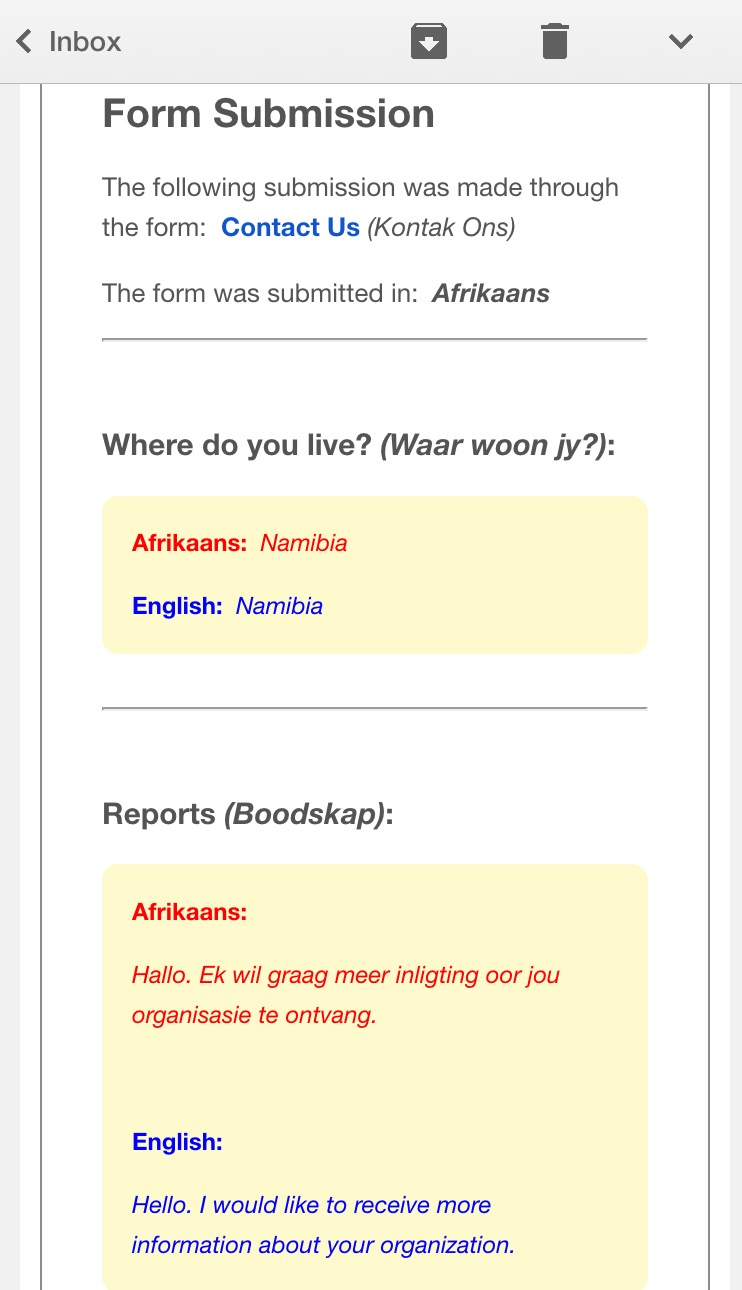 Inbox
Form Submission
The following submission was made through
the form: Contact Us (Kontak Ons)
The form was submitted in: Afrikaans
Where do you live? (Waar woon jy?):
Afrikaans: Namibia
English: Namibia
Reports (Boodskap):
Afrikaans:
Hallo. Ek wil graag meer inligting oor jou
organisasie te ontvang.
English:
Hello. I would like to receive more
information about your organization.